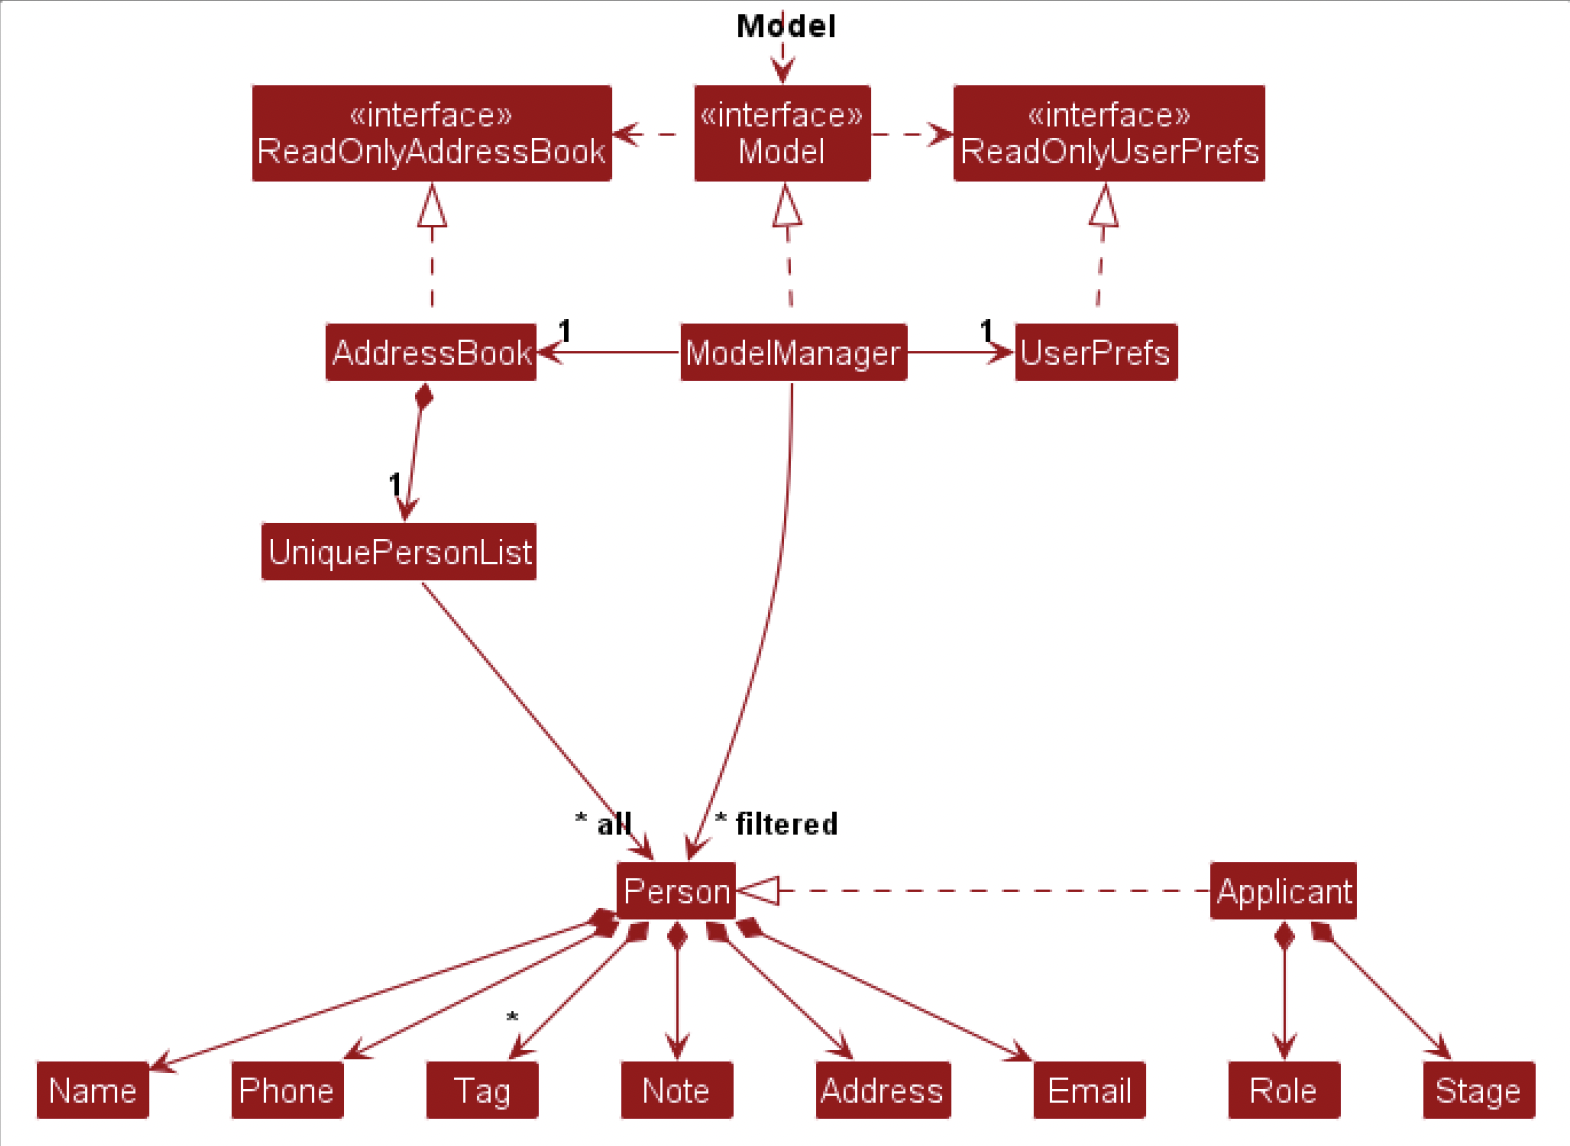 Model
«interface»
ReadOnlyAddressBook
«interface»
Model
«interface»
ReadOnlyUserPrefs
AddressBook
1
ModelManager
1
UserPrefs
1
UniquePersonList
* all
* filtered
Person
Applicant
*
Name
Phone
Tag
Note
Address
Email
Role
Stage